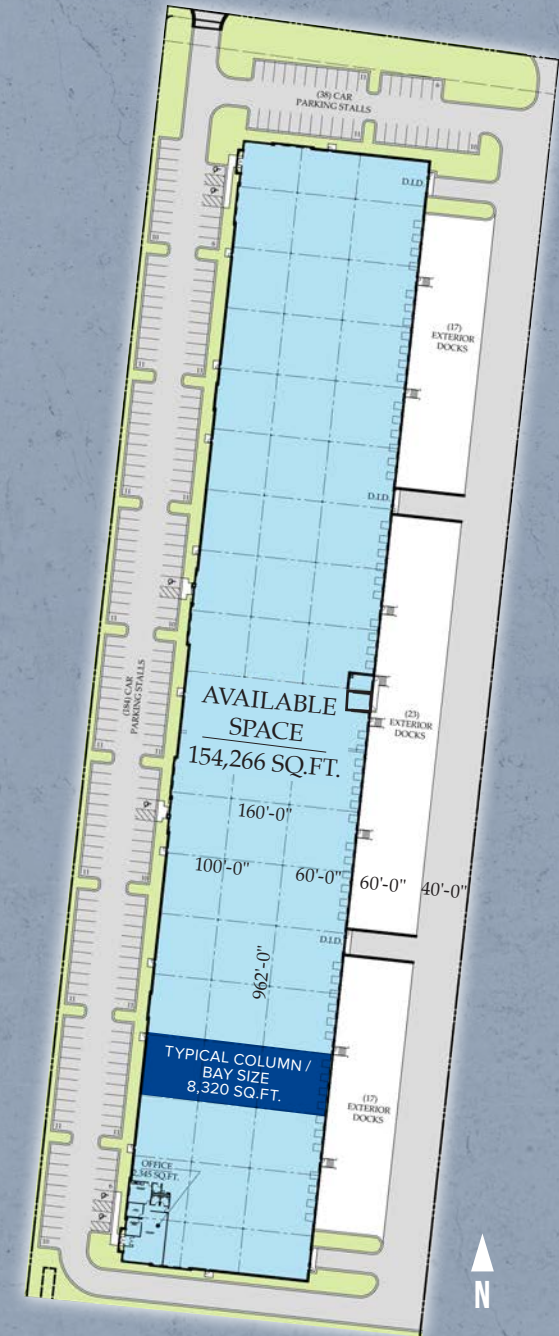 (38) CAR
PARKING STALLS
D.I.D.
(17)
EXTERIOR
DOCKS
D.I.D.
(184) CAR
PARKING STALLS
AVAILABLE
SPACE
154,266 SQ.FT.
(23)
EXTERIOR
DOCKS
160'-0"
100'-0"
60'-0"
60'-0"
40'-0"
D.I.D.
962'-0"
TYPICAL COLUMN /
BAY SIZE
8,320 SQ.FT.
(17)
EXTERIOR
DOCKS
OFFICE
SQ.FT.
N